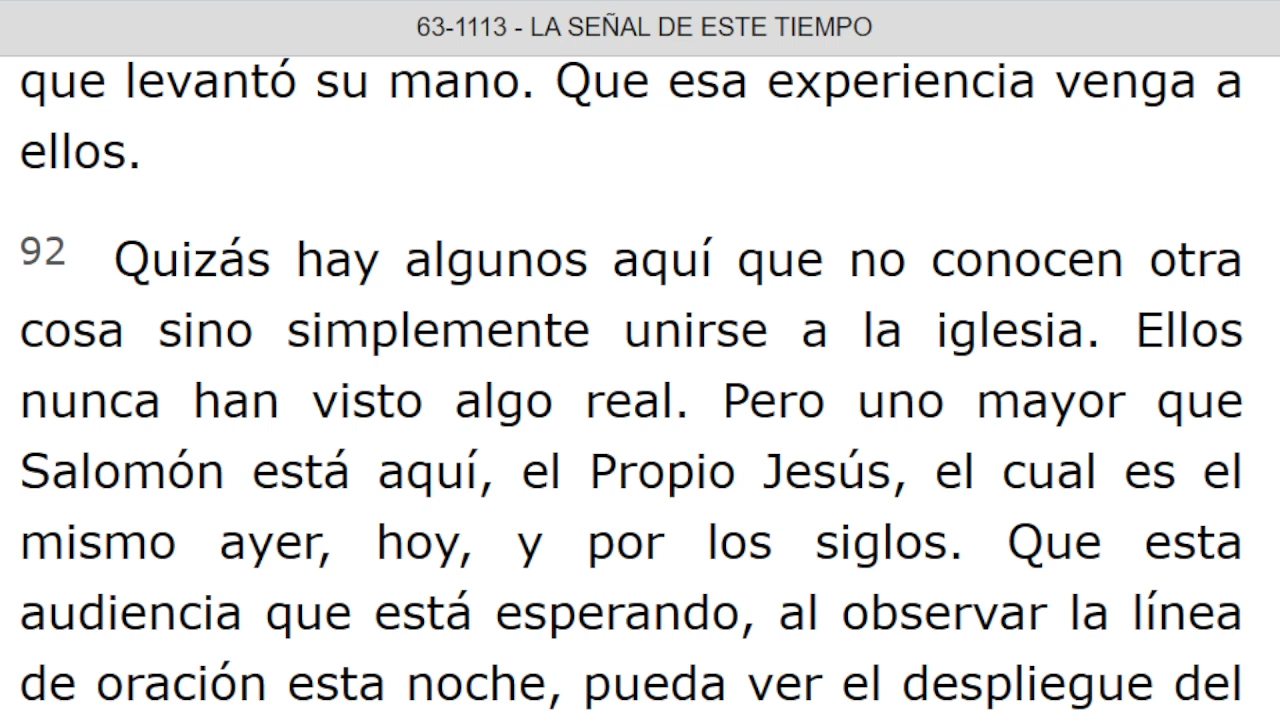 63-1113 - LA SEÑAL DE ESTE TIEMPO
que levantó su mano. Que esa experiencia venga a
ellos.
92 Quizás hay algunos aquí que no conocen otra
cosa sino simplemente unirse a la iglesia. Ellos
nunca han visto algo real. Pero uno mayor que
Salomón está aquí, el Propio Jesús, el cual es el
mismo ayer, hoy, y por los siglos. Que esta
audiencia que está esperando, al observar la línea
de oración esta noche, pueda ver el despliegue del